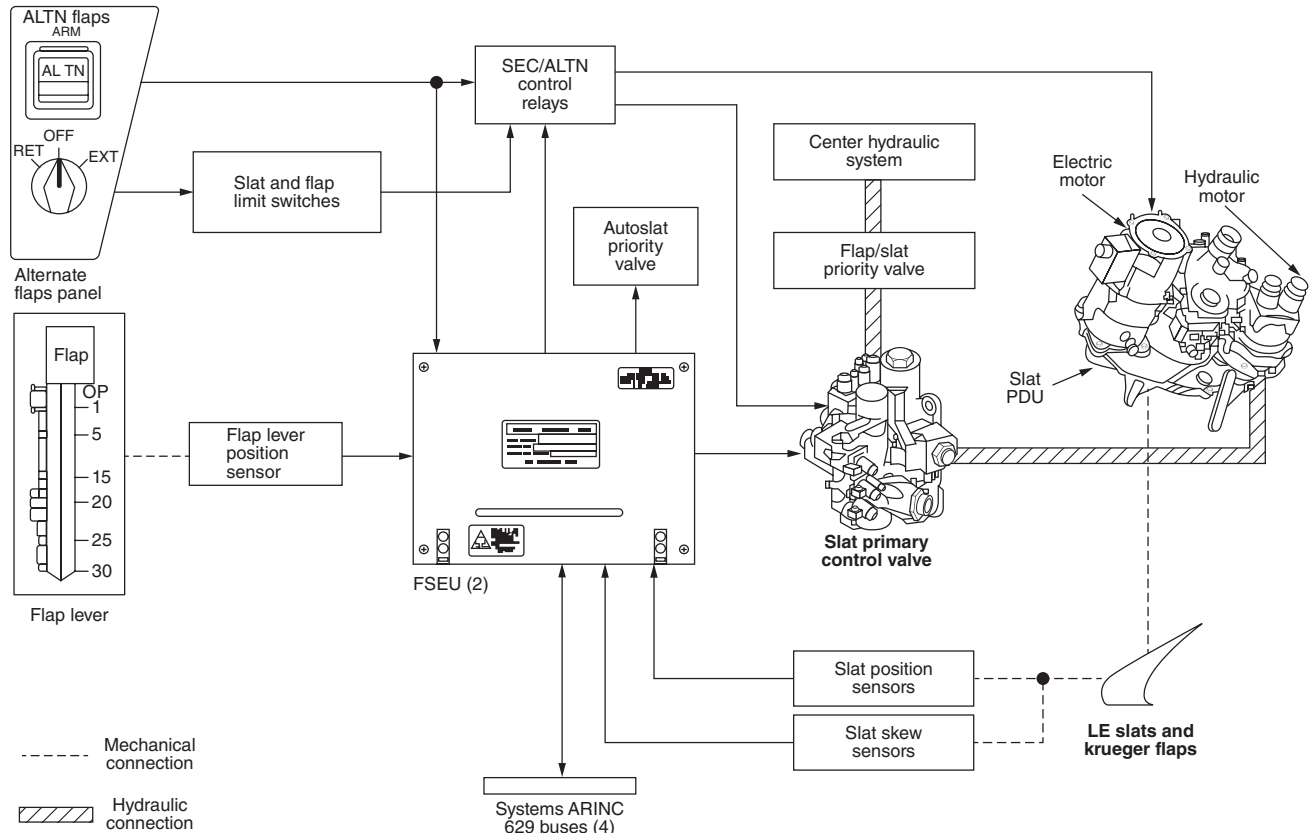 ALTN flaps
ARM
AL TN
OFF
RET
EXT
Alternate
flaps panel
Slat and flap
limit switches
SEC/ALTN
control
relays
Center hydraulic
system
Flap/slat
priority valve
Autoslat
priority
valve
Electric
motor
Hydraulic
motor
Slat
PDU
Flap
OP
1
5
15
20
25
30
Flap lever
Flap lever
position
sensor
FSEU (2)
Slat primary
control valve
Slat position
sensors
Slat skew
sensors
LE slats and
krueger flaps
Systems ARINC
629 buses (4)
Mechanical
connection
Hydraulic
connection